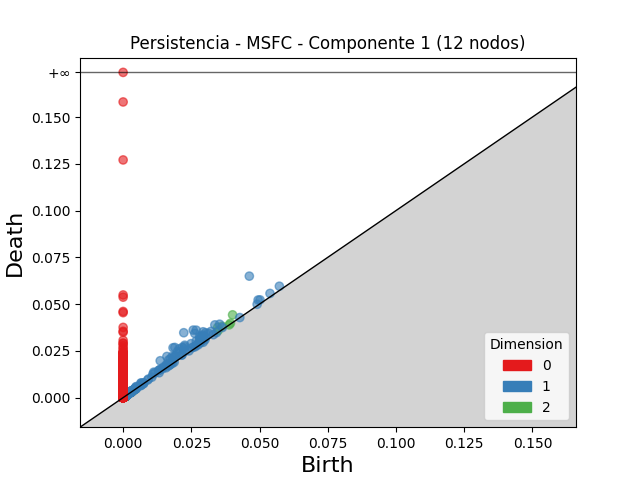 Persistencia - MSFC - Componente 1 (12 nodos)
Death
+∞
0.150
0.125
0.100
0.075
0.050
0.025
0.000
Dimension
0
1
2
0.000 0.025 0.050 0.075 0.100 0.125 0.150
Birth